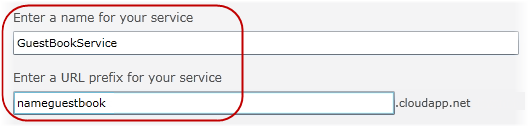 Enter a name for your service
GuestBookService
Enter a URL prefix for your service
nameguestbook .cloudapp.net